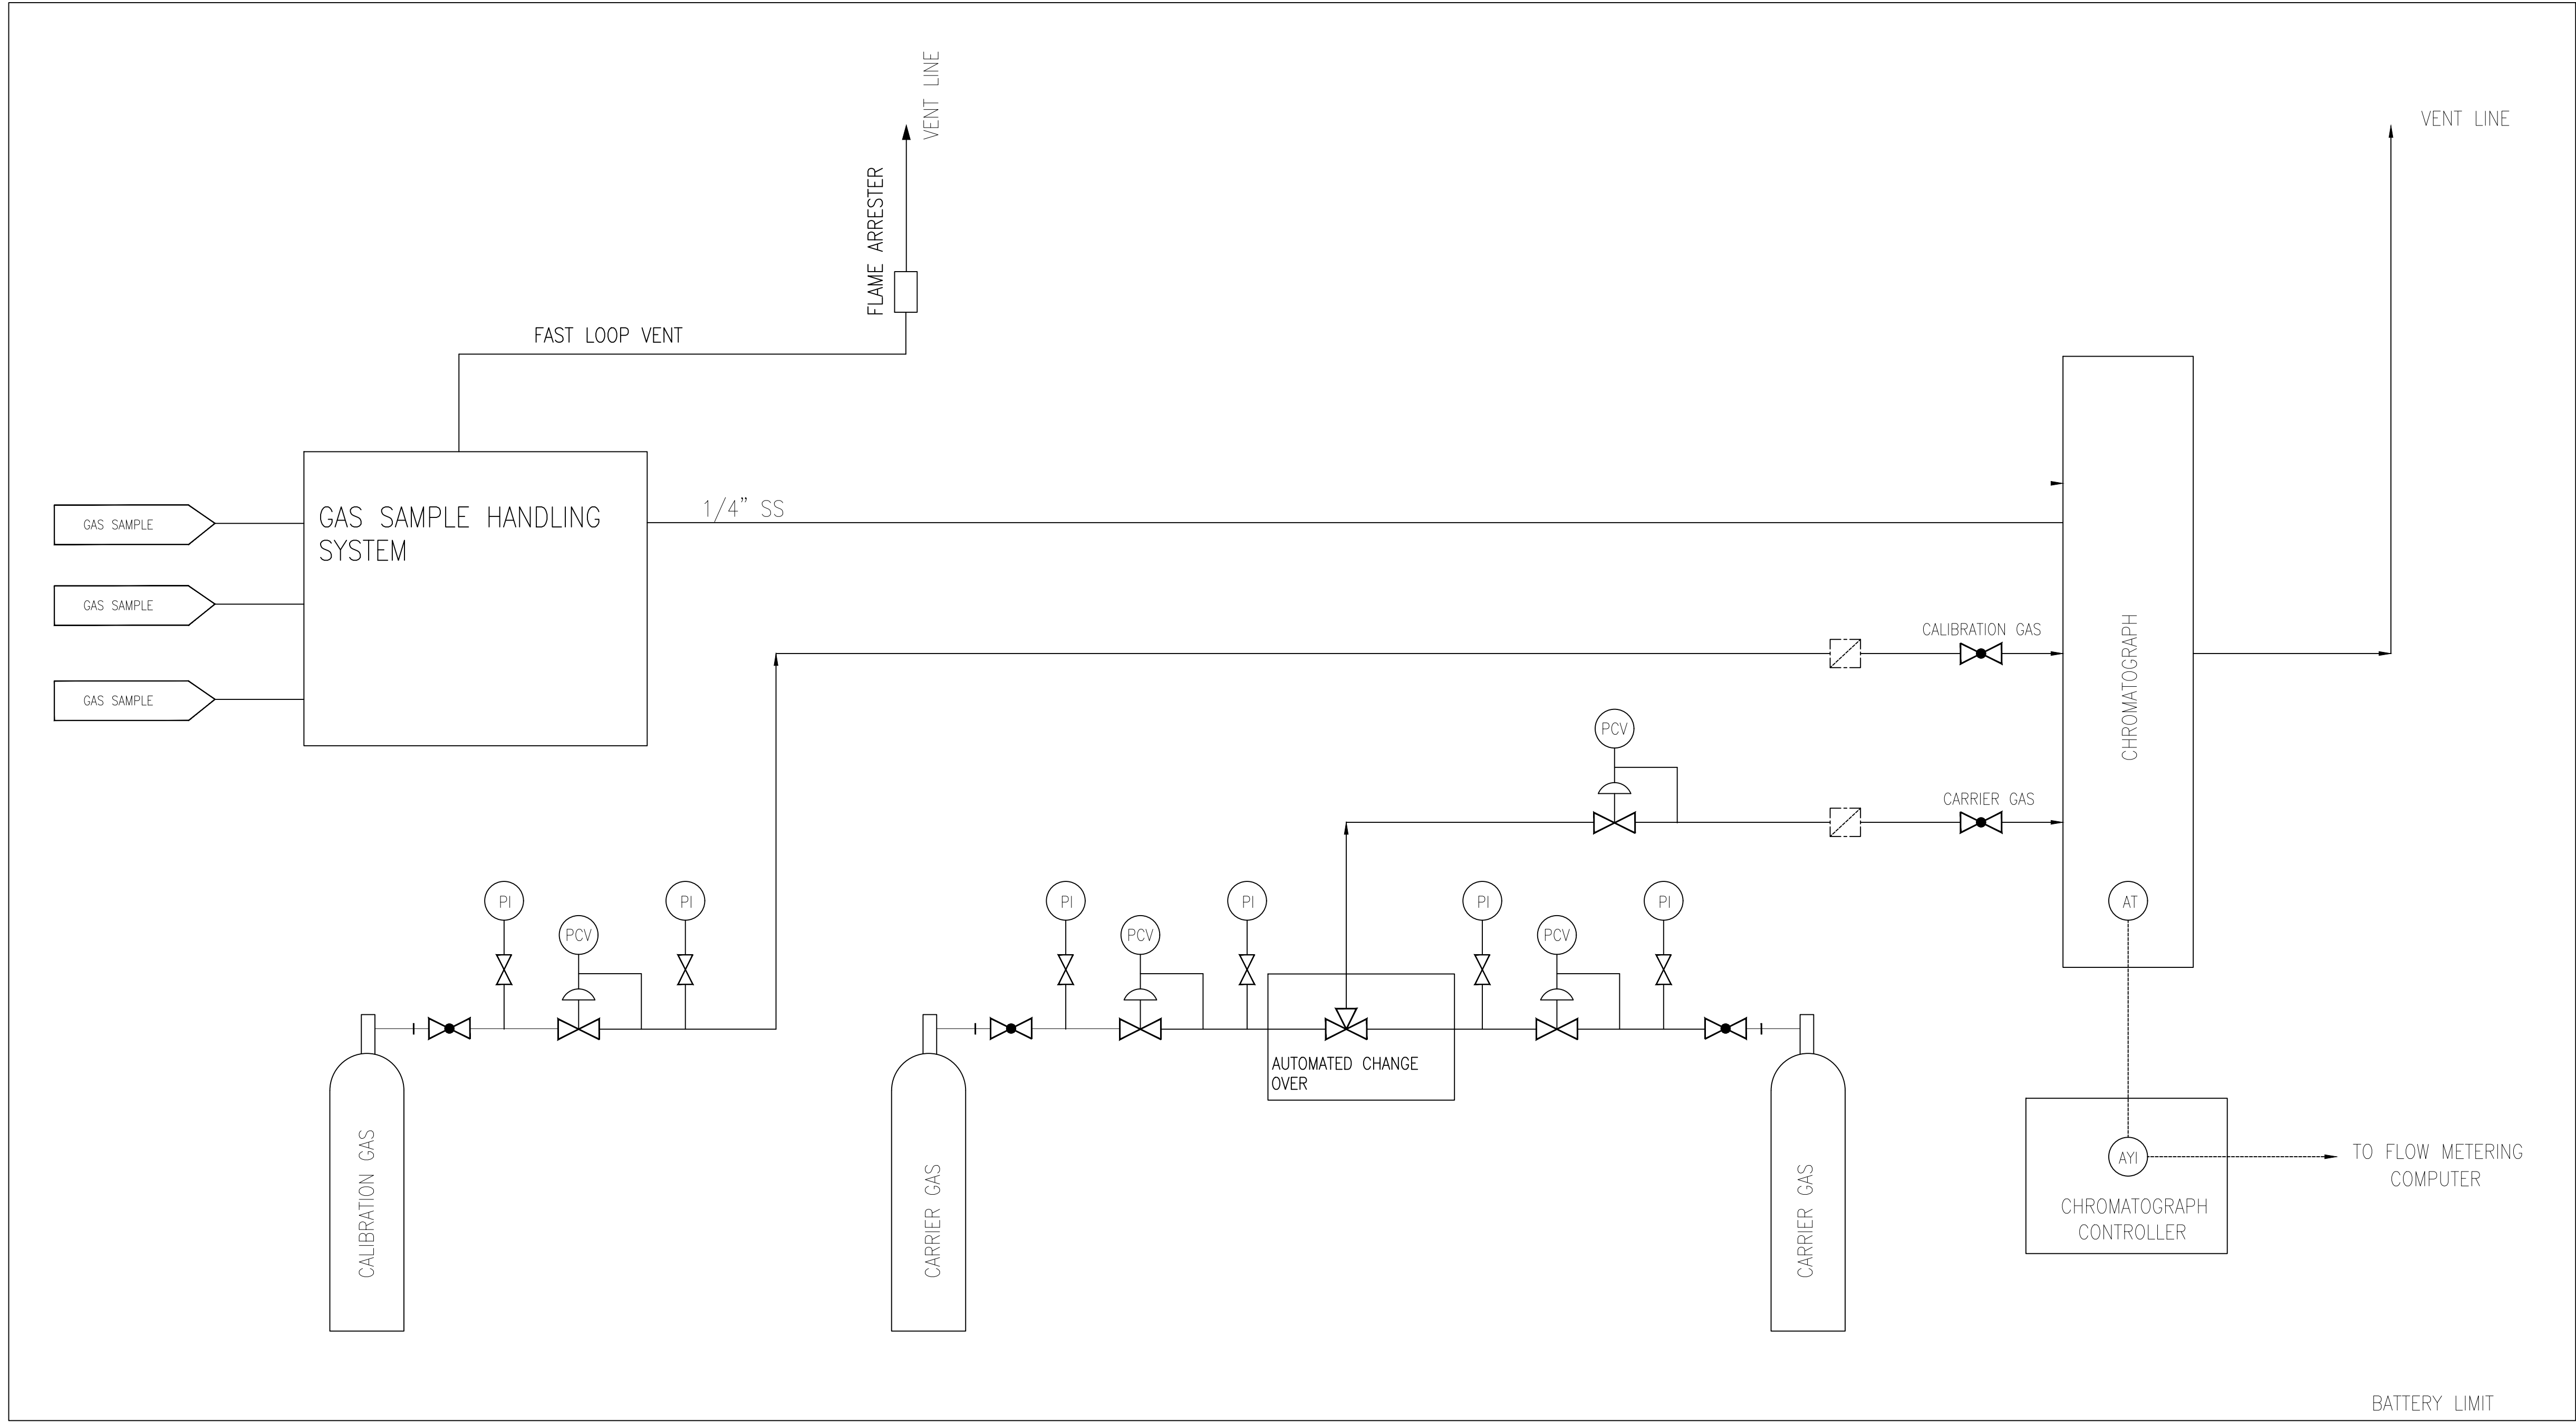 VENT LINE
VENT LINE
FLAME ARRESTER
FAST LOOP VENT
GAS SAMPLE HANDLING
SYSTEM
1/4" SS
GAS SAMPLE
GAS SAMPLE
GAS SAMPLE
CALIBRATION GAS
CHROMATOGRAPH
PCV
CARRIER GAS
PI
PI
PCV
PI
PI
PCV
PI
PI
PCV
AT
AUTOMATED CHANGE
OVER
CALIBRATION GAS
CARRIER GAS
CARRIER GAS
AYI
TO FLOW METERING
COMPUTER
CHROMATOGRAPH
CONTROLLER
BATTERY LIMIT